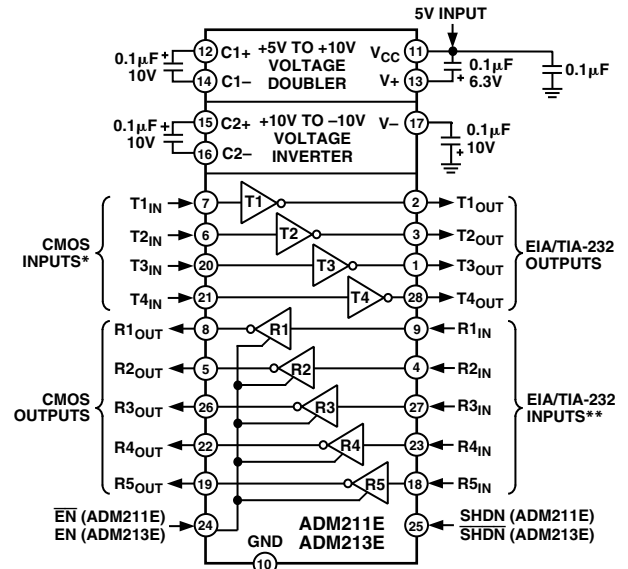 5V INPUT
0.1µF +
10V
12 C1+
14 C1–
+5V TO +10V
VOLTAGE
DOUBLER
VCC 11
V+ 13
0.1µF
+ 6.3V
0.1µF
0.1µF +
10V
15 C2+
16 C2–
+10V TO –10V
VOLTAGE
INVERTER
V– 17
0.1µF
+ 10V
CMOS
INPUTS*
T1IN 7 T1 2 T1OUT
T2IN 6 T2 3 T2OUT
T3IN 20 T3 1 T3OUT
T4IN 21 T4 28 T4OUT
EIA/TIA-232
OUTPUTS
CMOS
OUTPUTS
R1OUT 8 R1 9 R1IN
R2OUT 5 R2 4 R2IN
R3OUT 26 R3 27 R3IN
R4OUT 22 R4 23 R4IN
R5OUT 19 R5 18 R5IN
EIA/TIA-232
INPUTS**
E̅N̅ (ADM211E)
EN (ADM213E)
24
GND
10
ADM211E
ADM213E
25
SHDN (ADM211E)
S̅H̅D̅N̅ (ADM213E)